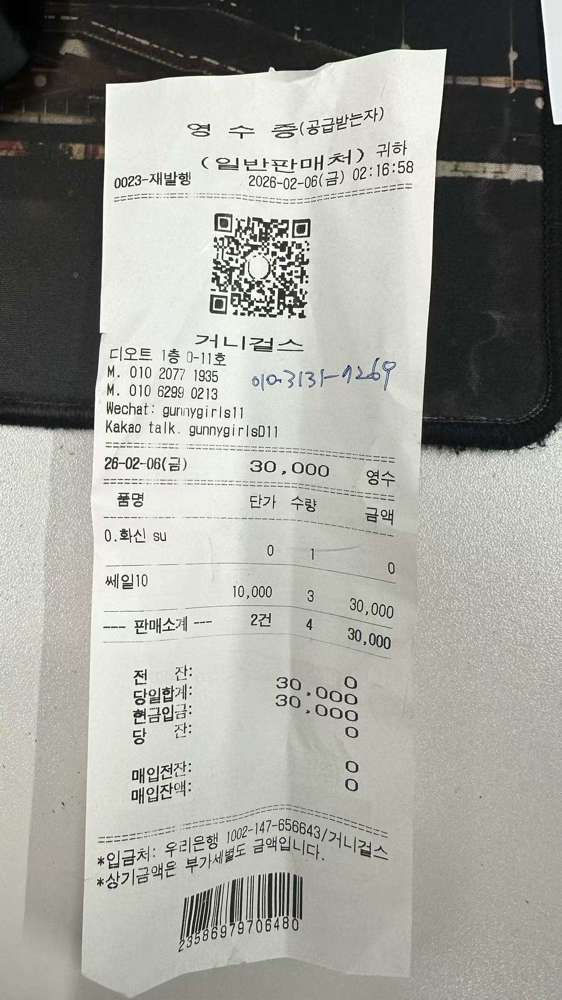 영 수 증(공급받는자)
(일반판매처) 귀하
0023-재발행 2026-02-06(금) 02:16:58
거니걸스
디오트 1층 D-11호
M. 010 2077 1935
M. 010 6299 0213
Wechat: gunnygirls11
Kakao talk. gunnygirlsD11
26-02-06(금) 30,000 영수
품명 단가 수량 금액
0.화신 su
0 1 0
쎄일10
10,000 3 30,000
--- 판매소계 --- 2건 4 30,000
전 잔: 0
당일합계: 30,000
현금입금: 30,000
당 잔: 0
매입전잔: 0
매입잔액: 0
*입금처: 우리은행 1002-147-656643/거니걸스
*상기금액은 부가세별도 금액입니다.
23586979706480